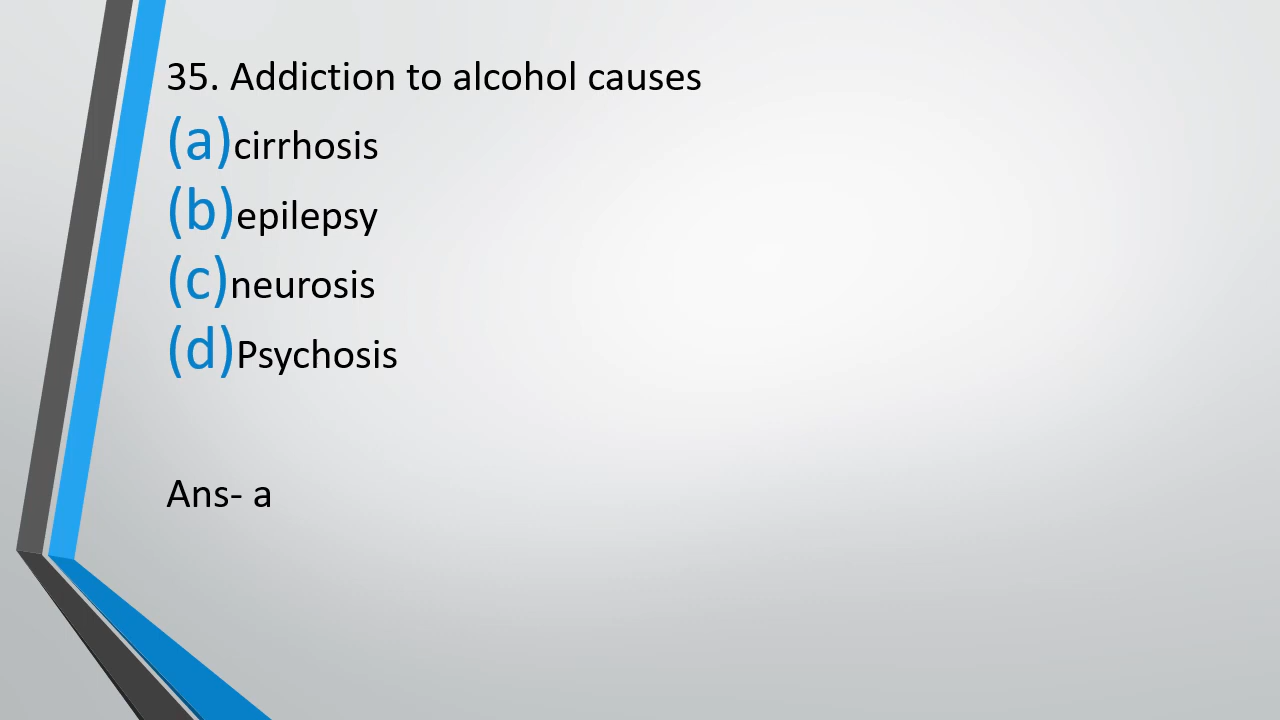 35. Addiction to alcohol causes
(a)cirrhosis
(b)epilepsy
(c)neurosis
(d)Psychosis
Ans- a